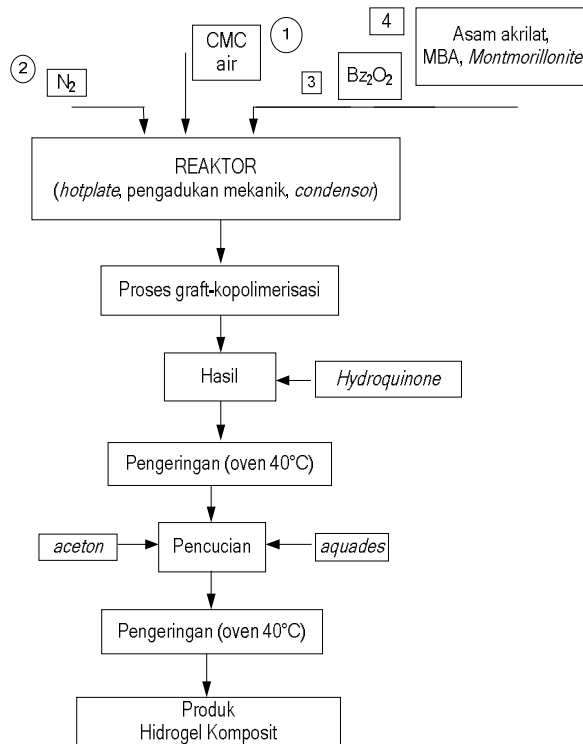 1
CMC
air
2
N₂
3
Bz₂O₂
4
Asam akrilat,
MBA, Montmorillonite
REAKTOR
(hotplate, pengadukan mekanik, condensor)
Proses graft-kopolimerisasi
Hasil
Hydroquinone
Pengeringan (oven 40°C)
aceton
Pencucian
aquades
Pengeringan (oven 40°C)
Produk
Hidrogel Komposit